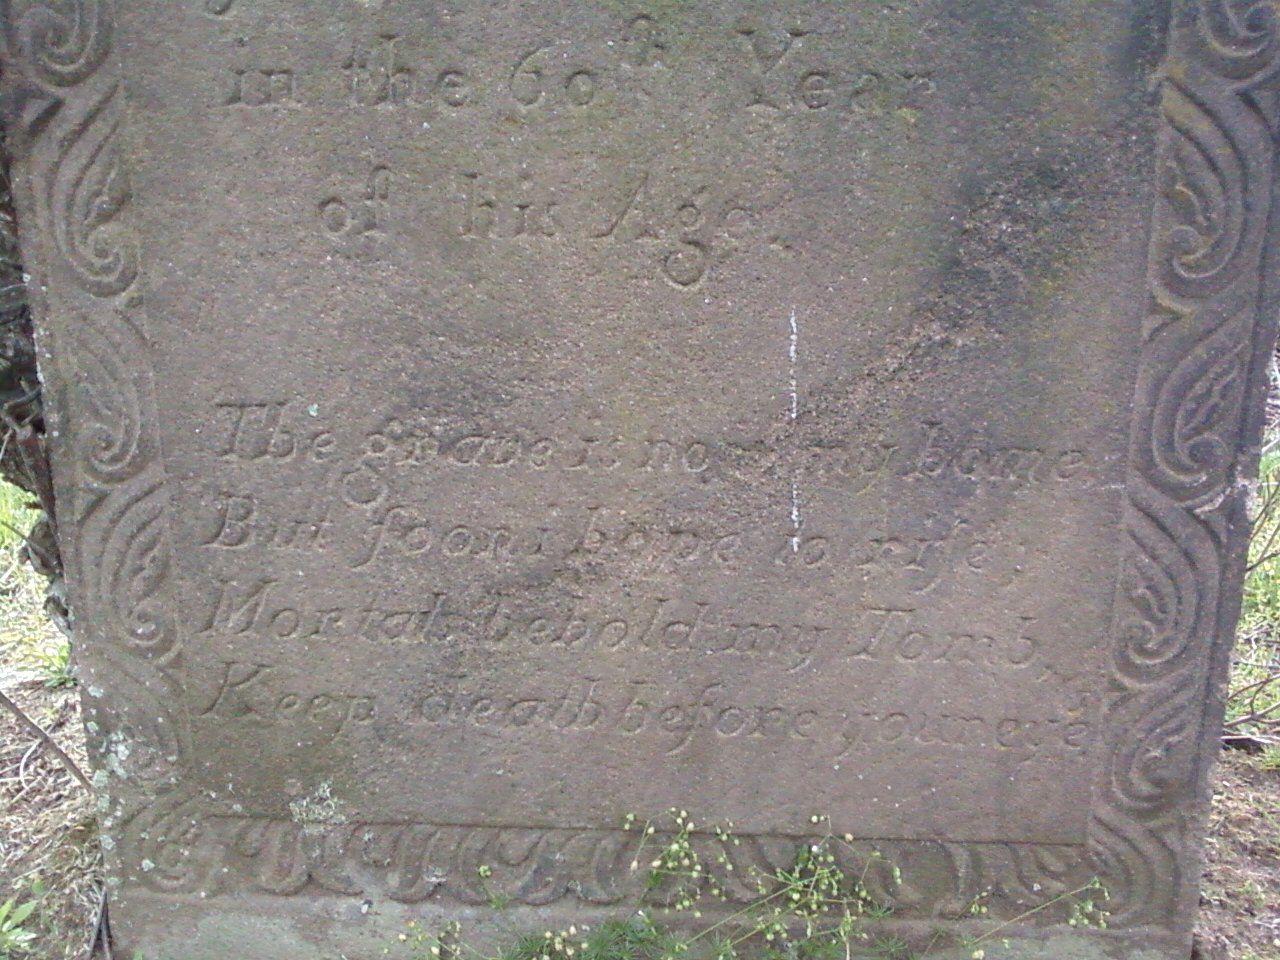 in the 60th Year
of his Age.
The grave is now my home,
But ſoon i hope to riſe:
Mortals behold my Tomb,
Keep death before your eye